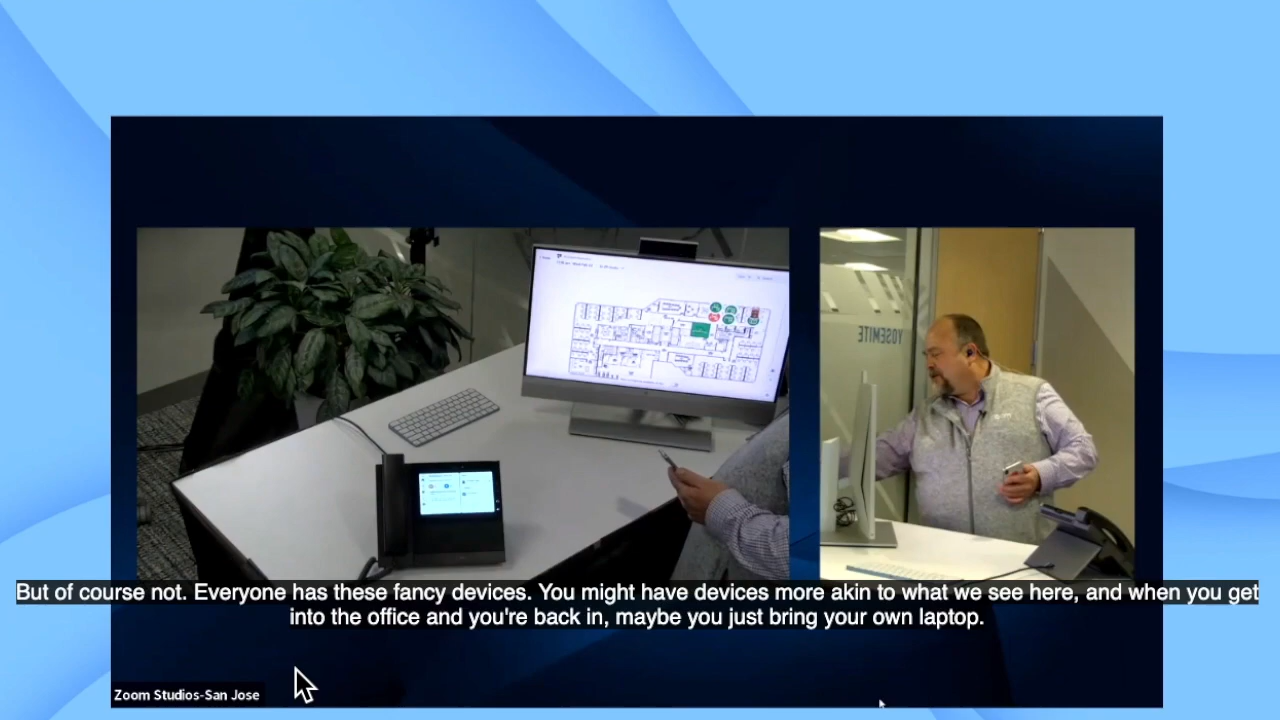 YOSEMITE
But of course not. Everyone has these fancy devices. You might have devices more akin to what we see here, and when you get
into the office and you're back in, maybe you just bring your own laptop.
Zoom Studios-San Jose